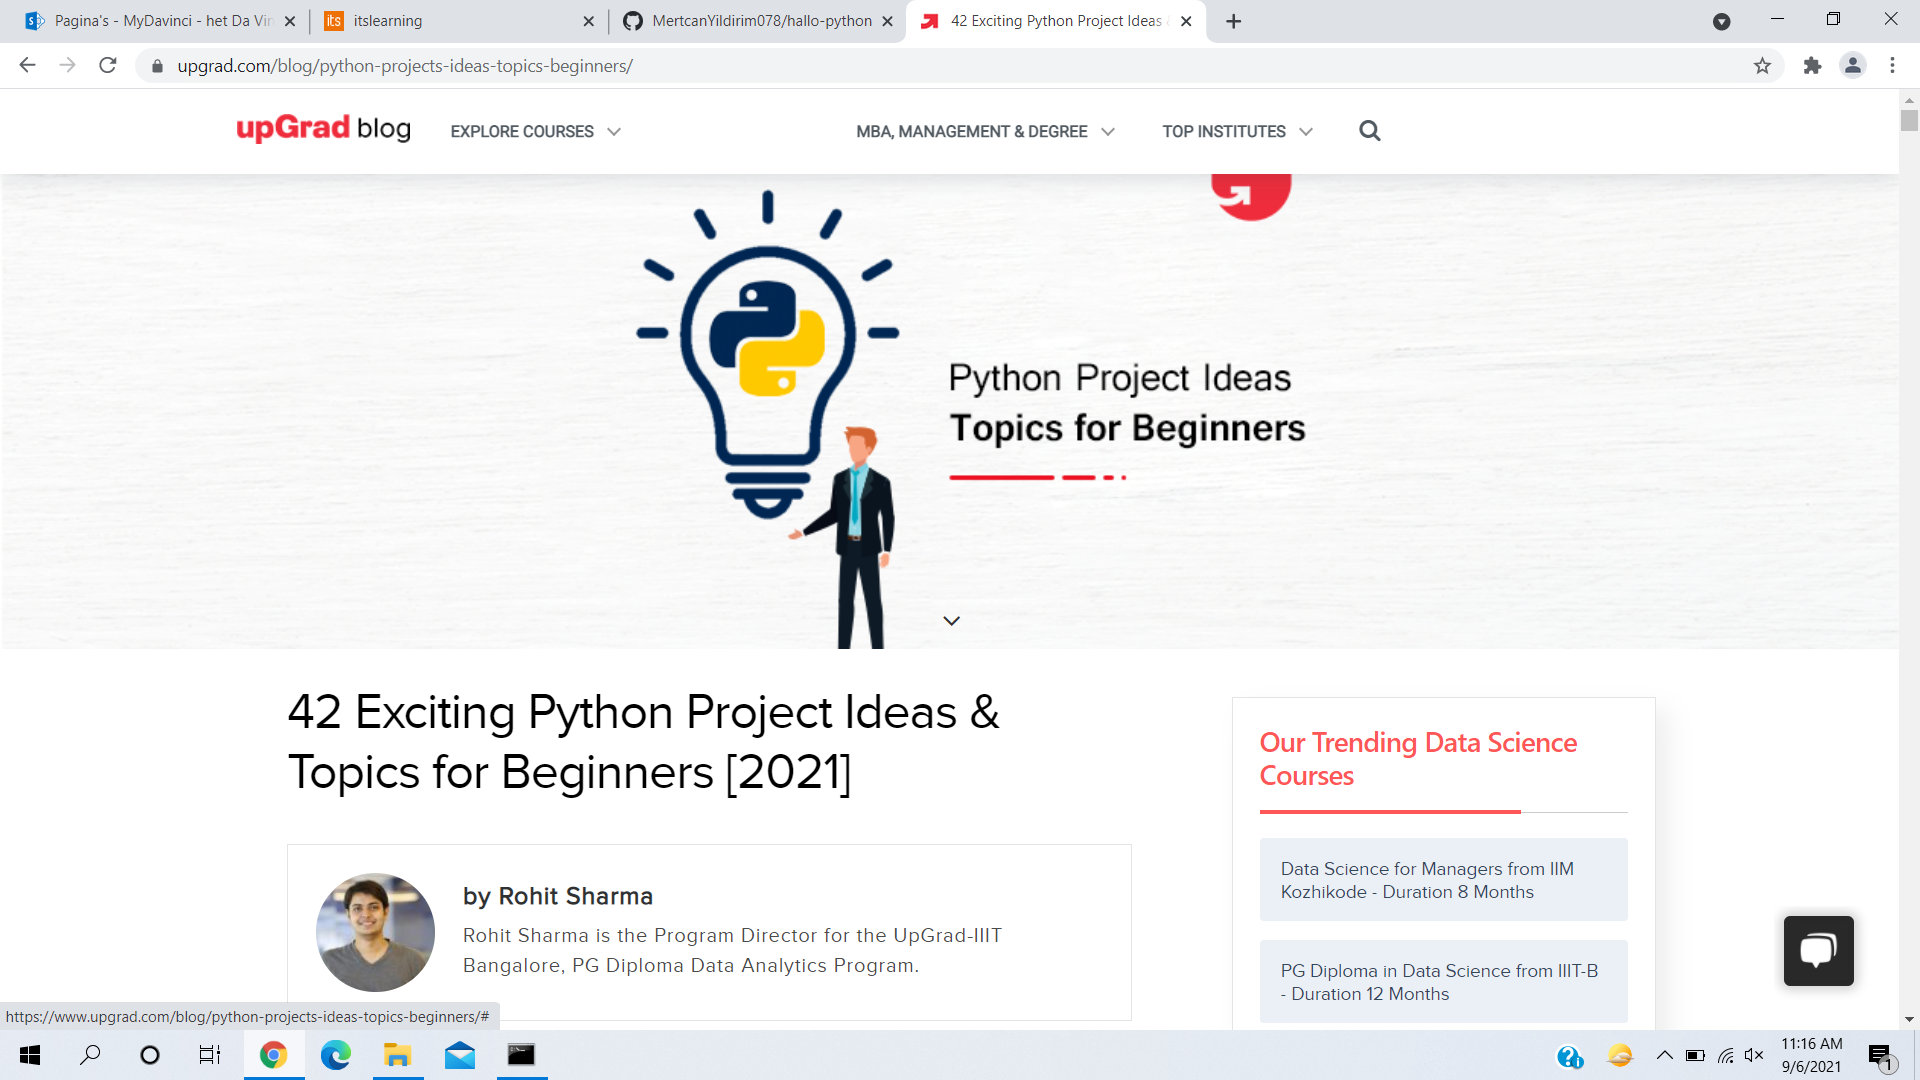 Pagina's - MyDavinci - het Da Vin
itslearning
MertcanYildirim078/hallo-python
42 Exciting Python Project Ideas &
upgrad.com/blog/python-projects-ideas-topics-beginners/
upGrad blog
EXPLORE COURSES
MBA, MANAGEMENT & DEGREE
TOP INSTITUTES
Python Project Ideas
Topics for Beginners
42 Exciting Python Project Ideas &
Topics for Beginners [2021]
by Rohit Sharma
Rohit Sharma is the Program Director for the UpGrad-IIIT
Bangalore, PG Diploma Data Analytics Program.
Our Trending Data Science
Courses
Data Science for Managers from IIM
Kozhikode - Duration 8 Months
PG Diploma in Data Science from IIIT-B
- Duration 12 Months
https://www.upgrad.com/blog/python-projects-ideas-topics-beginners/#
11:16 AM
9/6/2021
1